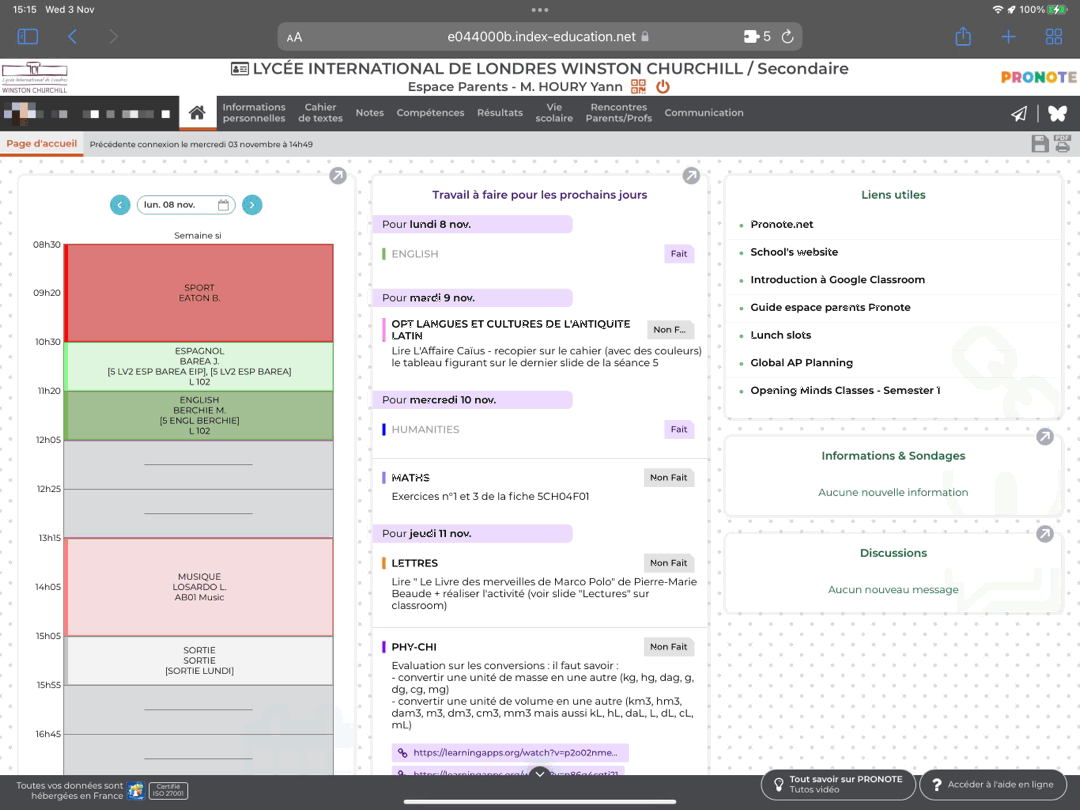 15:15 Wed 3 Nov
100%
AA
e044000b.index-education.net
5
Lycée International de Londres
WINSTON CHURCHILL
LYCÉE INTERNATIONAL DE LONDRES WINSTON CHURCHILL / Secondaire
Espace Parents - M. HOURY Yann
PRONOTE
Informations personnelles
Cahier de textes
Notes
Compétences
Résultats
Vie scolaire
Rencontres Parents/Profs
Communication
Page d'accueil
Précédente connexion le mercredi 03 novembre à 14h49
PDF
lun. 08 nov.
Semaine si
08h30
SPORT
EATON B.
09h20
10h30
ESPAGNOL
BAREA J.
[5 LV2 ESP BAREA EIP], [5 LV2 ESP BAREA]
L 102
11h20
ENGLISH
BERCHIE M.
[5 ENGL BERCHIE]
L 102
12h05
12h25
13h15
MUSIQUE
LOSARDO L.
AB01 Music
14h05
15h05
SORTIE
SORTIE
[SORTIE LUNDI]
15h55
16h45
Travail à faire pour les prochains jours
Pour lundi 8 nov.
ENGLISH
Fait
Pour mardi 9 nov.
OPT LANGUES ET CULTURES DE L'ANTIQUITE
LATIN
Non F...
Lire L'Affaire Caïus - recopier sur le cahier (avec des couleurs)
le tableau figurant sur le dernier slide de la séance 5
Pour mercredi 10 nov.
HUMANITIES
Fait
MATHS
Non Fait
Exercices n°1 et 3 de la fiche 5CH04F01
Pour jeudi 11 nov.
LETTRES
Non Fait
Lire " Le Livre des merveilles de Marco Polo" de Pierre-Marie
Beaude + réaliser l'activité (voir slide "Lectures" sur
classroom)
PHY-CHI
Non Fait
Evaluation sur les conversions : il faut savoir :
- convertir une unité de masse en une autre (kg, hg, dag, g,
dg, cg, mg)
- convertir une unité de volume en une autre (km3, hm3,
dam3, m3, dm3, cm3, mm3 mais aussi kL, hL, daL, L, dL, cL,
mL)
https://learningapps.org/watch?v=p2o02nme...
Liens utiles
Pronote.net
School's website
Introduction à Google Classroom
Guide espace parents Pronote
Lunch slots
Global AP Planning
Opening Minds Classes - Semester 1
Informations & Sondages
Aucune nouvelle information
Discussions
Aucun nouveau message
Toutes vos données sont
hébergées en France
Certifié
ISO 27001
Tout savoir sur PRONOTE
Tutos vidéo
? Accéder à l'aide en ligne